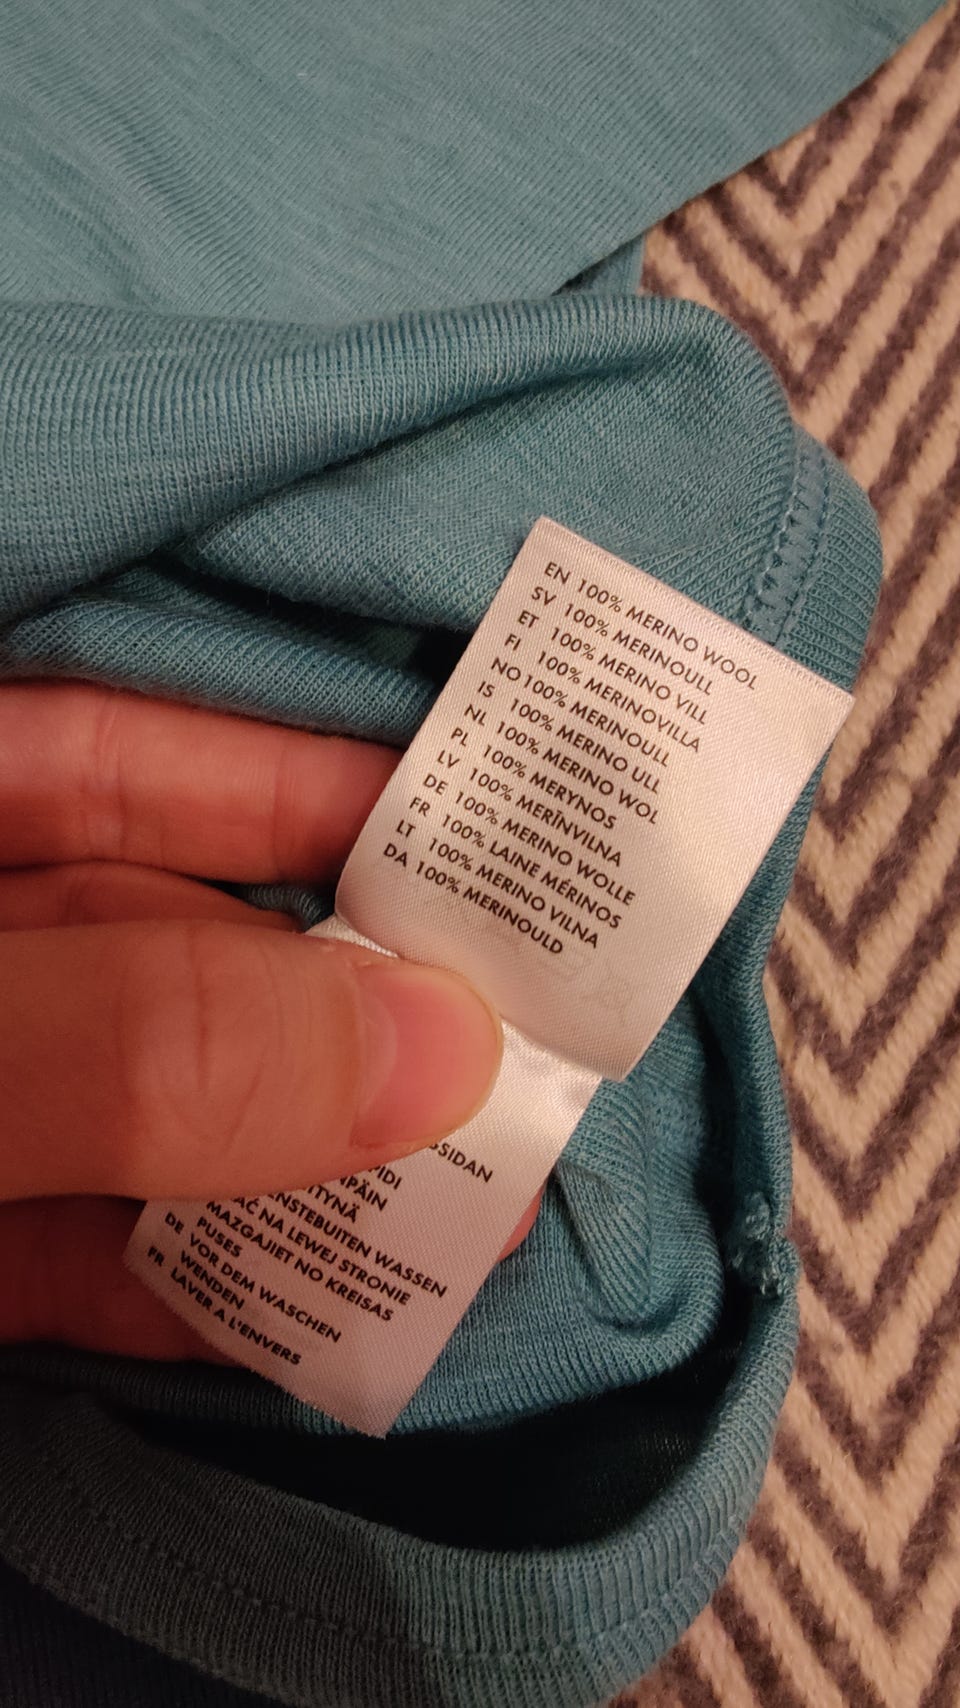 EN 100% MERINO WOOL
SV 100% MERINOULL
ET 100% MERINO VILL
FI 100% MERINOVILLA
NO 100% MERINOULL
IS 100% MERINO ULL
NL 100% MERINO WOL
PL 100% MERYNOS
LV 100% MERĪNVILNA
DE 100% MERINO WOLLE
FR 100% LAINE MÉRINOS
LT 100% MERINO VILNA
DA 100% MERINOULD
WASSEN
NA LEWEJ STRONIE
MAZGAJIET NO KREISAS
PUSES
DE VOR DEM WASCHEN
WENDEN
FR LAVER A L'ENVERS